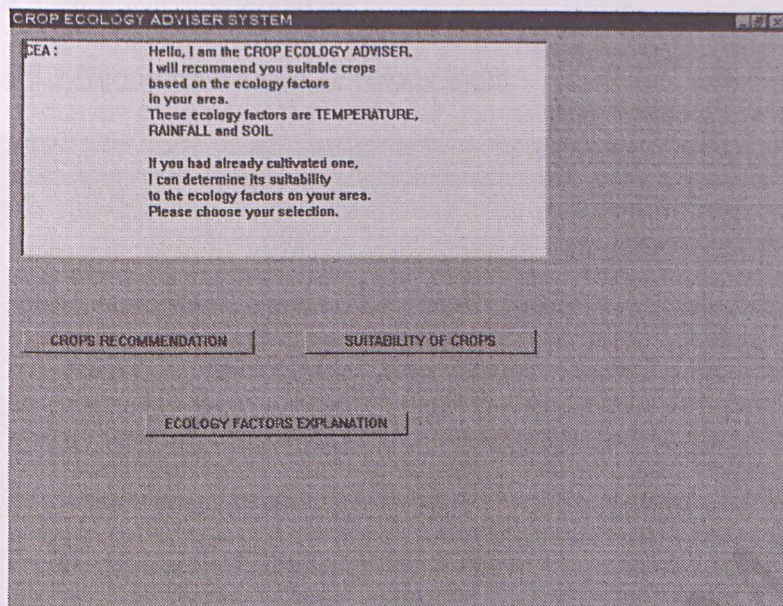 CROP ECOLOGY ADVISER SYSTEM
CEA: Hello, I am the CROP ECOLOGY ADVISER.
I will recommend you suitable crops
based on the ecology factors
in your area.
These ecology factors are TEMPERATURE,
RAINFALL and SOIL
If you had already cultivated one,
I can determine its suitability
to the ecology factors on your area.
Please choose your selection.
CROPS RECOMMENDATION SUITABILITY OF CROPS
ECOLOGY FACTORS EXPLANATION